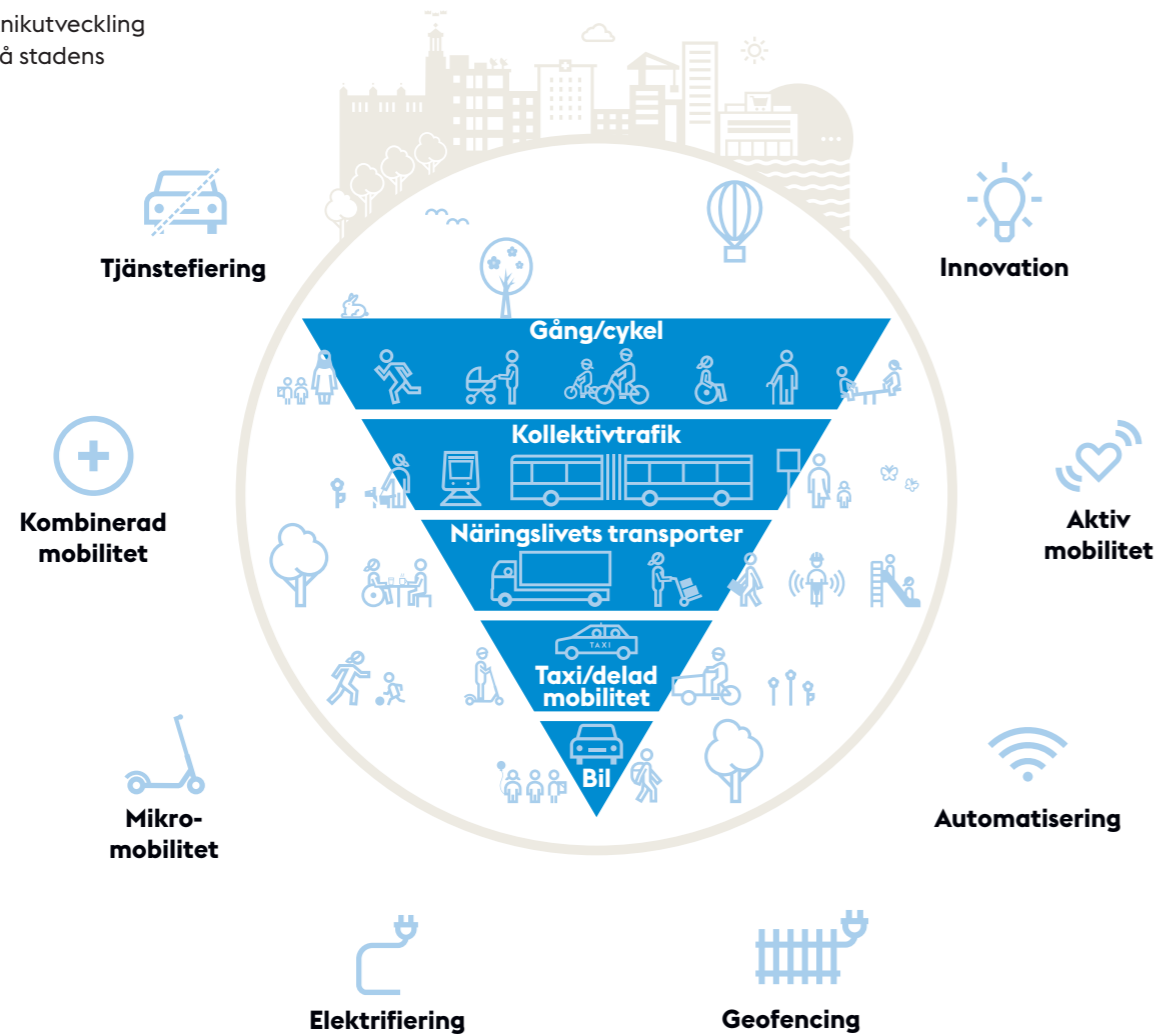 nikutveckling
å stadens
Tjänstefiering
Innovation
Gång/cykel
Kollektivtrafik
Kombinerad
mobilitet
Aktiv
mobilitet
Näringslivets transporter
TAXI
Taxi/delad
mobilitet
Bil
Mikro-
mobilitet
Automatisering
Elektrifiering
Geofencing